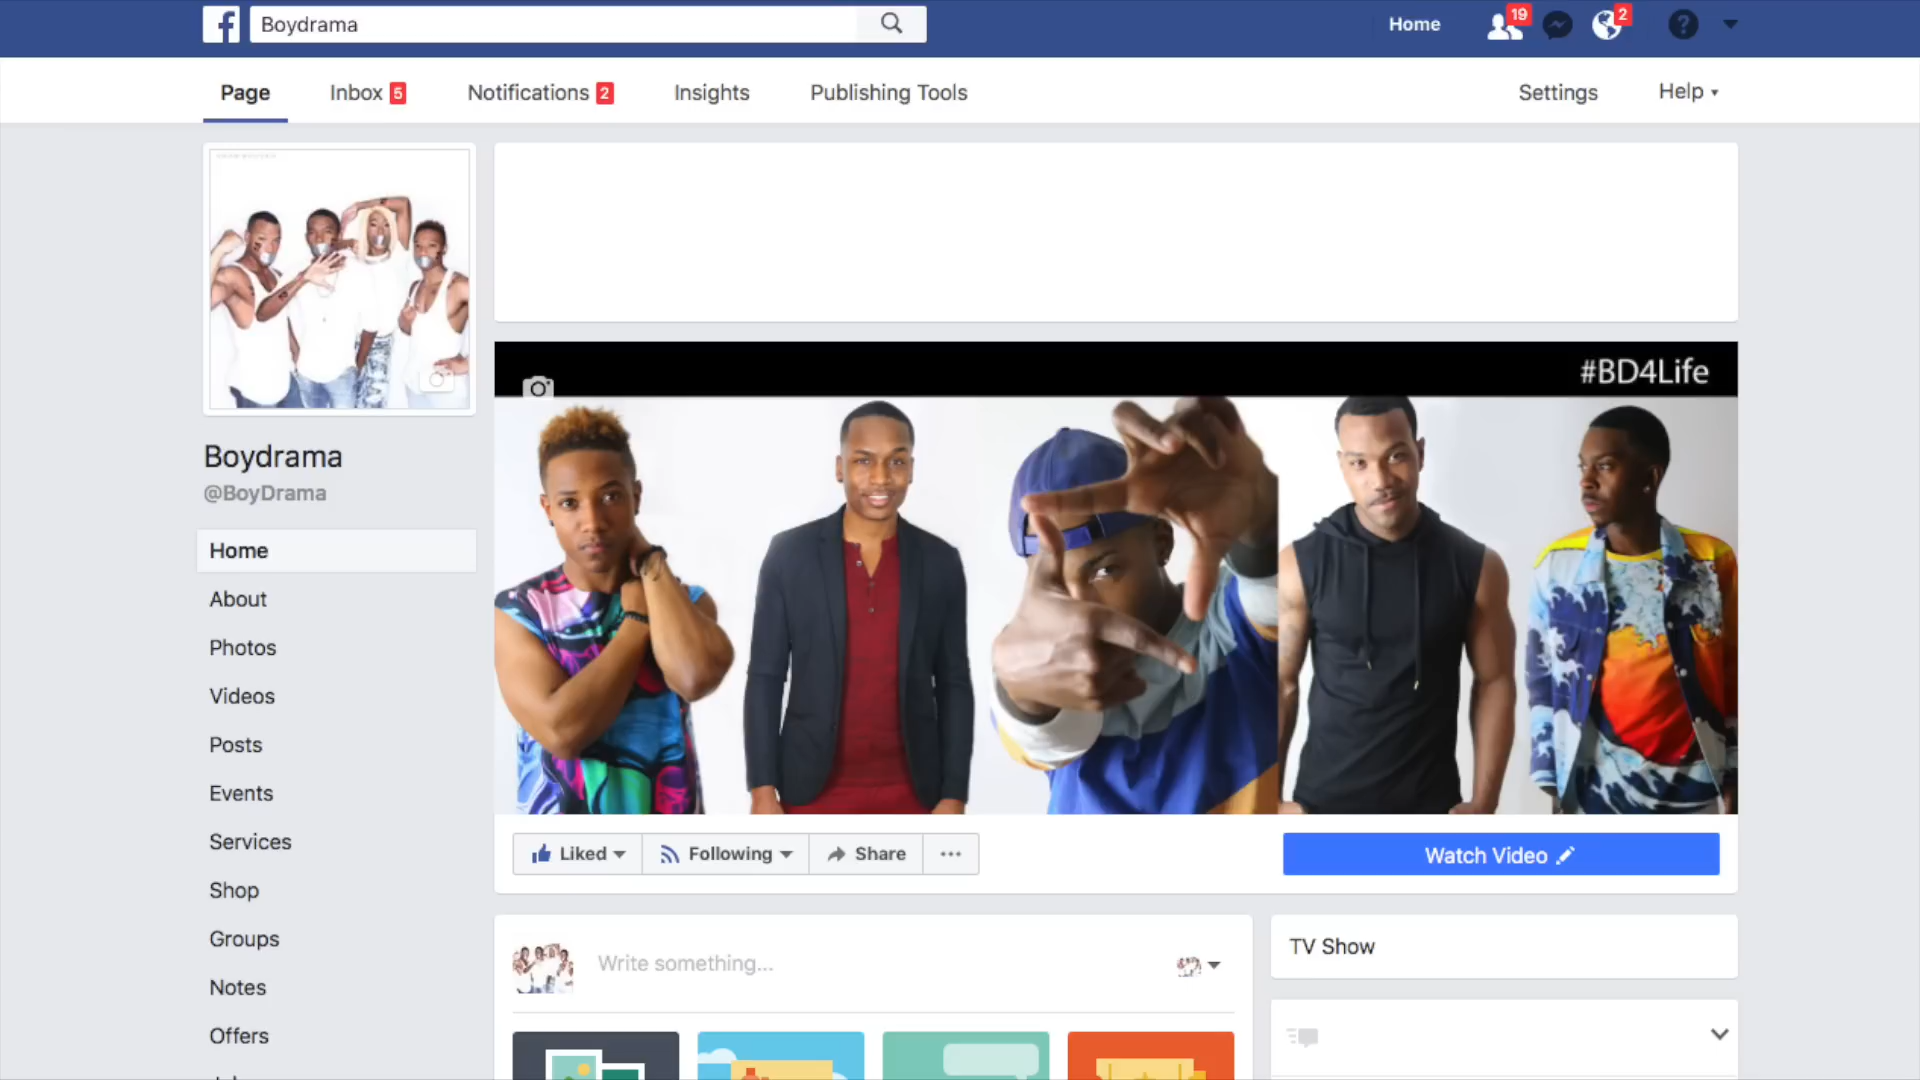 Boydrama
Home
19
2
?
Page
Inbox 5
Notifications 2
Insights
Publishing Tools
Settings
Help
#BD4Life
Boydrama
@BoyDrama
Home
About
Photos
Videos
Posts
Events
Services
Shop
Groups
Notes
Offers
Liked
Following
Share
...
Watch Video
Write something...
TV Show